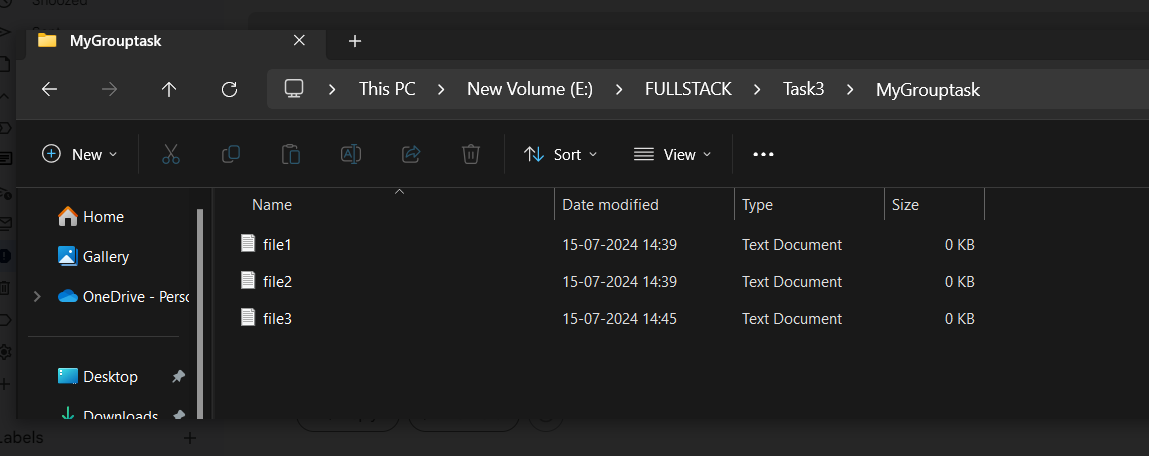 Snoozed
MyGrouptask
This PC > New Volume (E:) > FULLSTACK > Task3 > MyGrouptask
New Sort View
Name Date modified Type Size
Home
Gallery
OneDrive - Perso
Desktop
Downloads
file1 15-07-2024 14:39 Text Document 0 KB
file2 15-07-2024 14:39 Text Document 0 KB
file3 15-07-2024 14:45 Text Document 0 KB
Labels